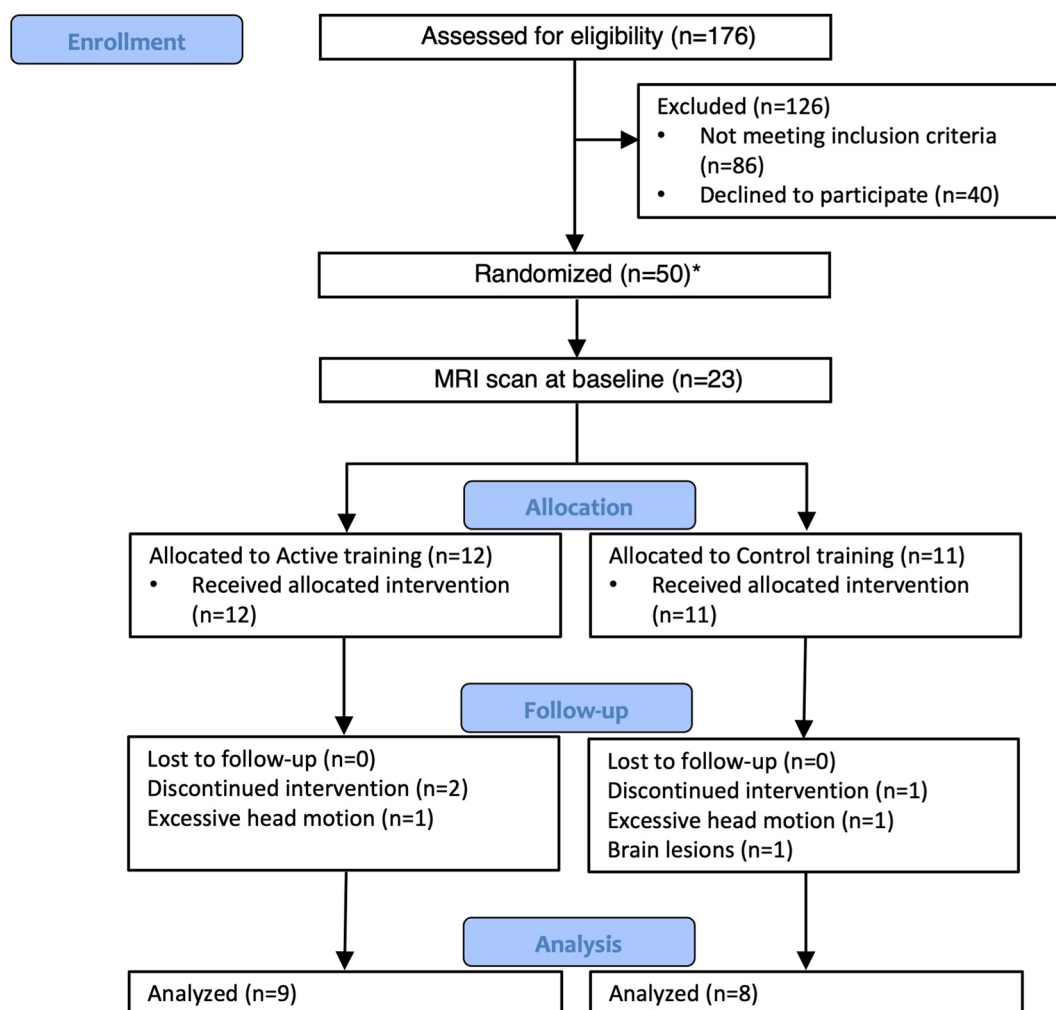 Enrollment
Assessed for eligibility (n=176)
Excluded (n=126)
• Not meeting inclusion criteria
(n=86)
• Declined to participate (n=40)
Randomized (n=50)*
MRI scan at baseline (n=23)
Allocation
Allocated to Active training (n=12)
• Received allocated intervention
(n=12)
Allocated to Control training (n=11)
• Received allocated intervention
(n=11)
Follow-up
Lost to follow-up (n=0)
Discontinued intervention (n=2)
Excessive head motion (n=1)
Lost to follow-up (n=0)
Discontinued intervention (n=1)
Excessive head motion (n=1)
Brain lesions (n=1)
Analysis
Analyzed (n=9)
Analyzed (n=8)